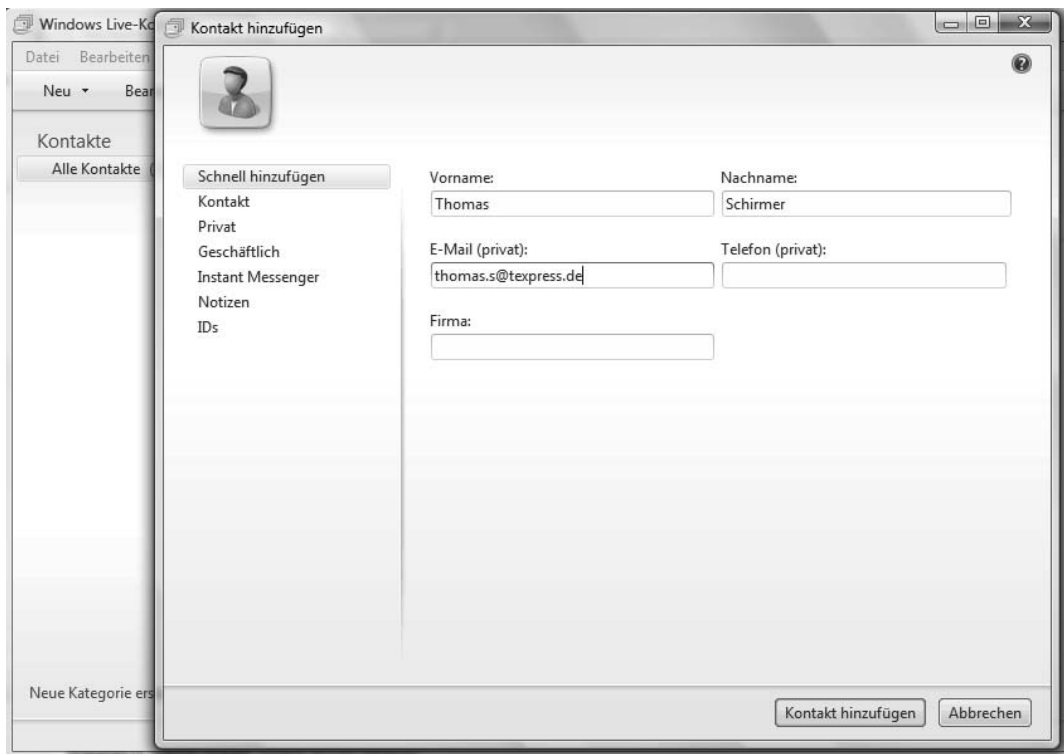 Windows Live-Ko
Datei Bearbeiten
Neu Bear
Kontakte
Alle Kontakte (
Neue Kategorie ers
Kontakt hinzufügen
Schnell hinzufügen
Kontakt
Privat
Geschäftlich
Instant Messenger
Notizen
IDs
Vorname: Nachname:
Thomas Schirmer
E-Mail (privat): Telefon (privat):
thomas.s@texpress.de
Firma:
Kontakt hinzufügen Abbrechen